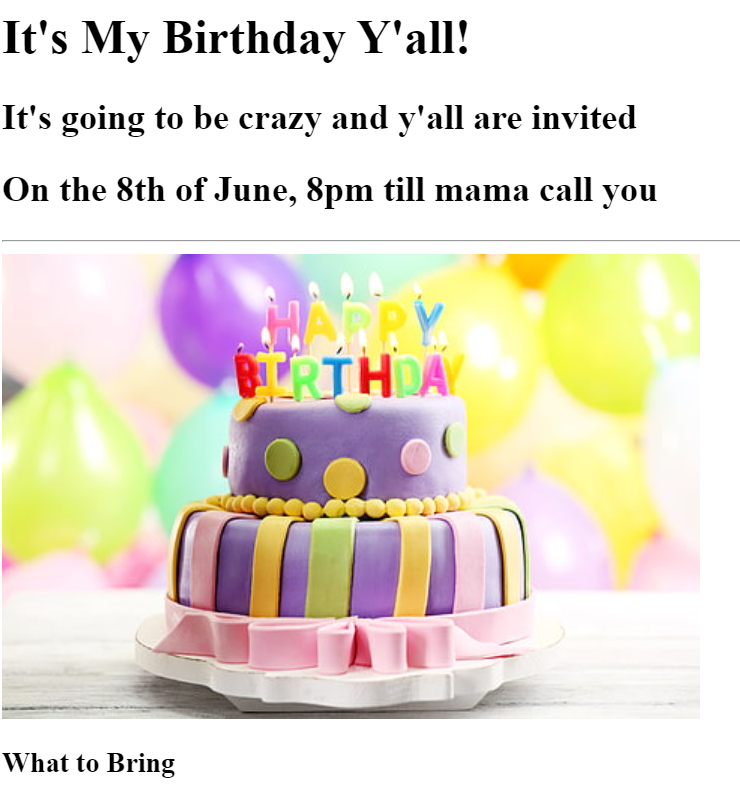 It's My Birthday Y'all!
It's going to be crazy and y'all are invited
On the 8th of June, 8pm till mama call you
HAPPY
BIRTHDAY
What to Bring